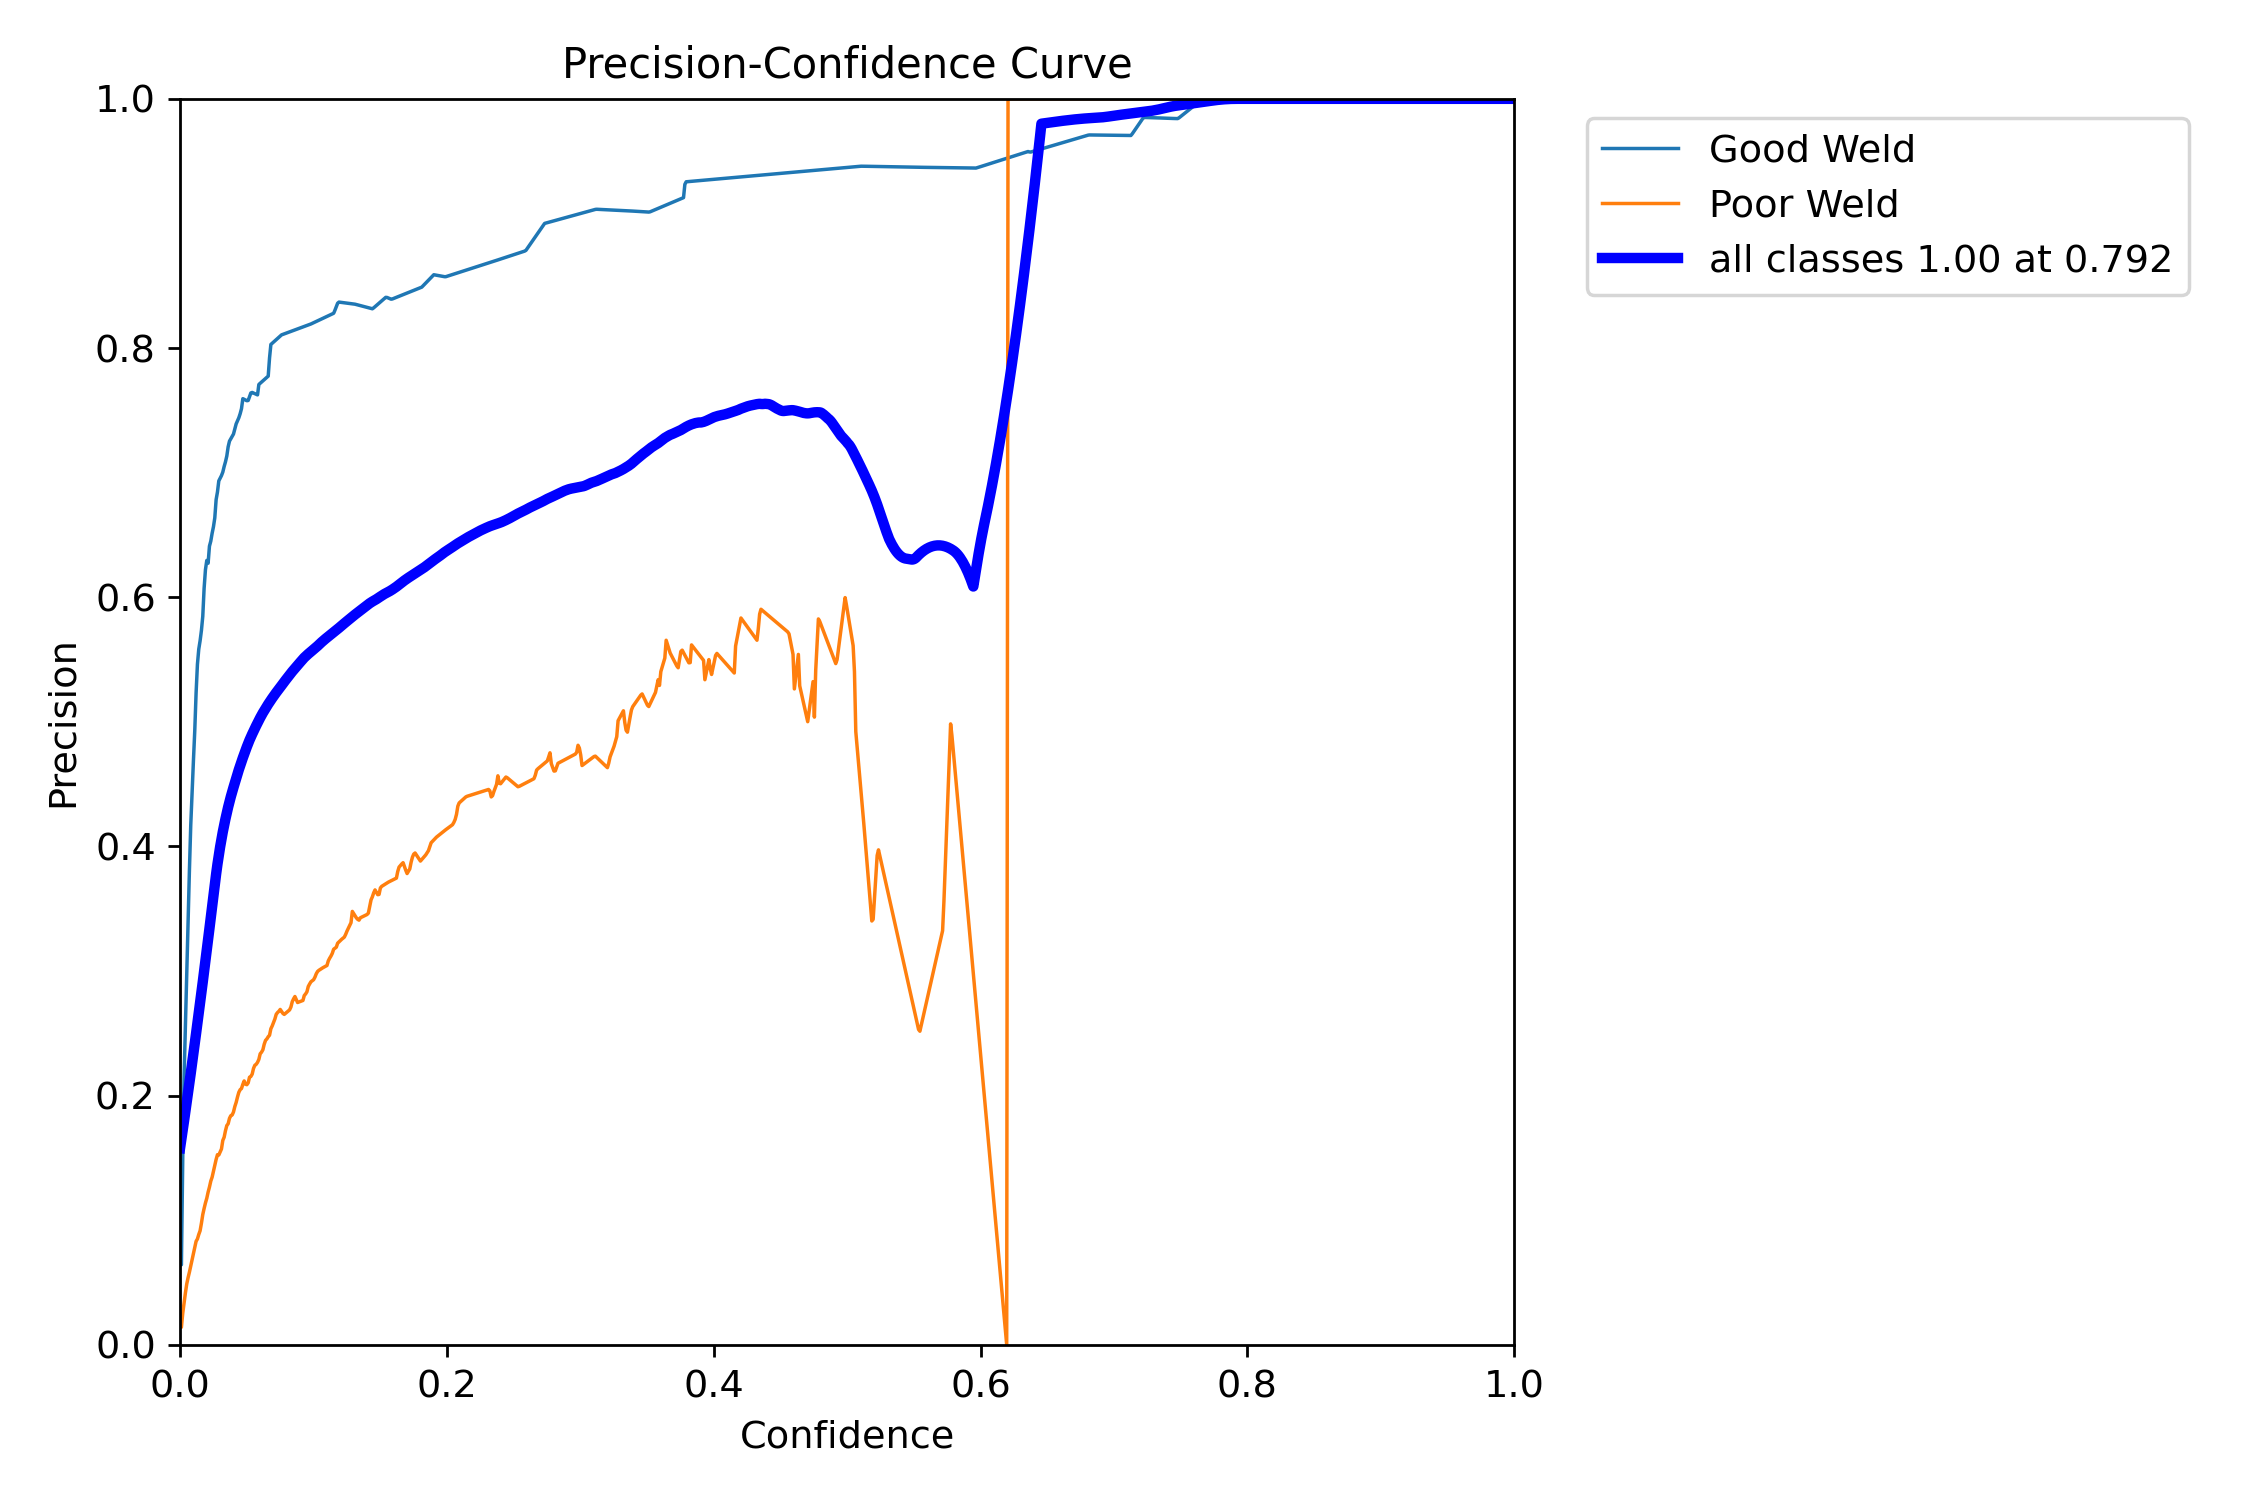 Precision-Confidence Curve
1.0
0.8
0.6
0.4
0.2
0.0
Precision
0.0 0.2 0.4 0.6 0.8 1.0
Confidence
Good Weld
Poor Weld
all classes 1.00 at 0.792